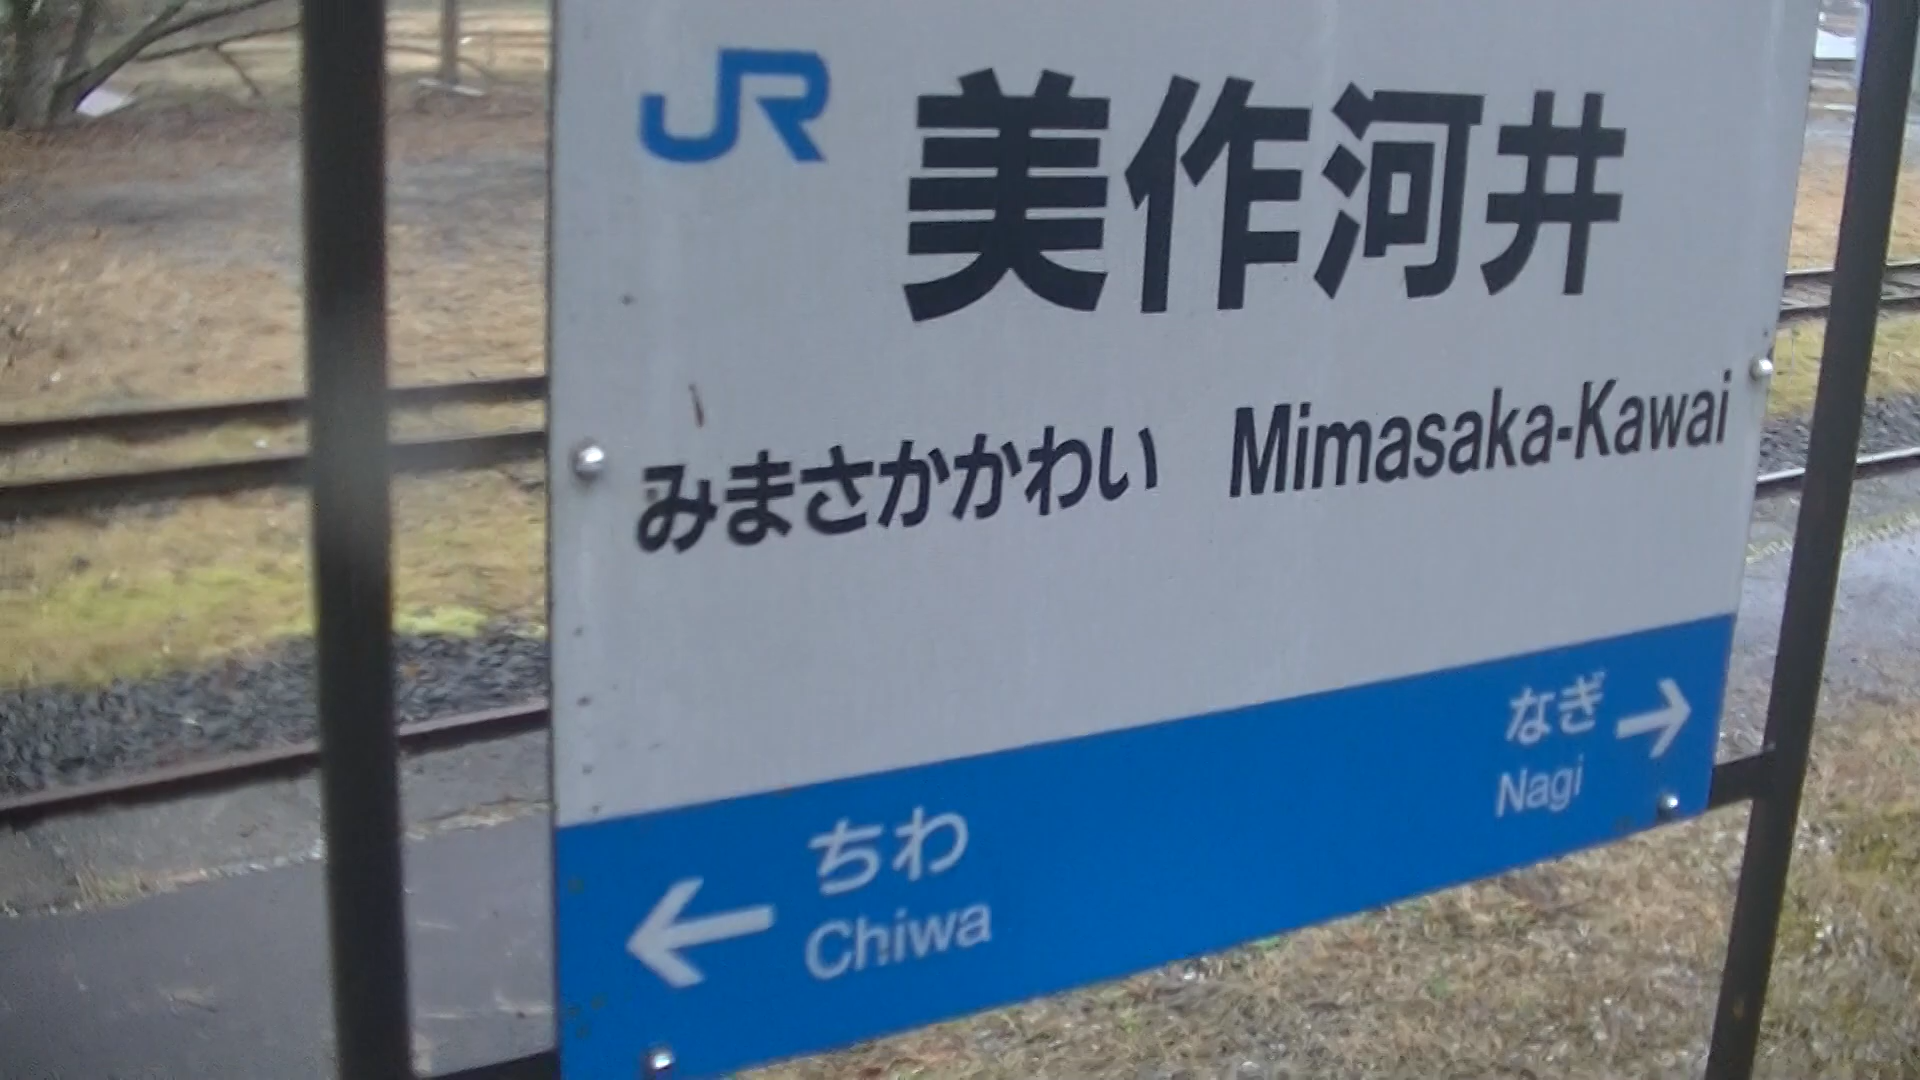 JR 美作河井
みまさかかわい Mimasaka-Kawai
なぎ →
Nagi
← ちわ
Chiwa